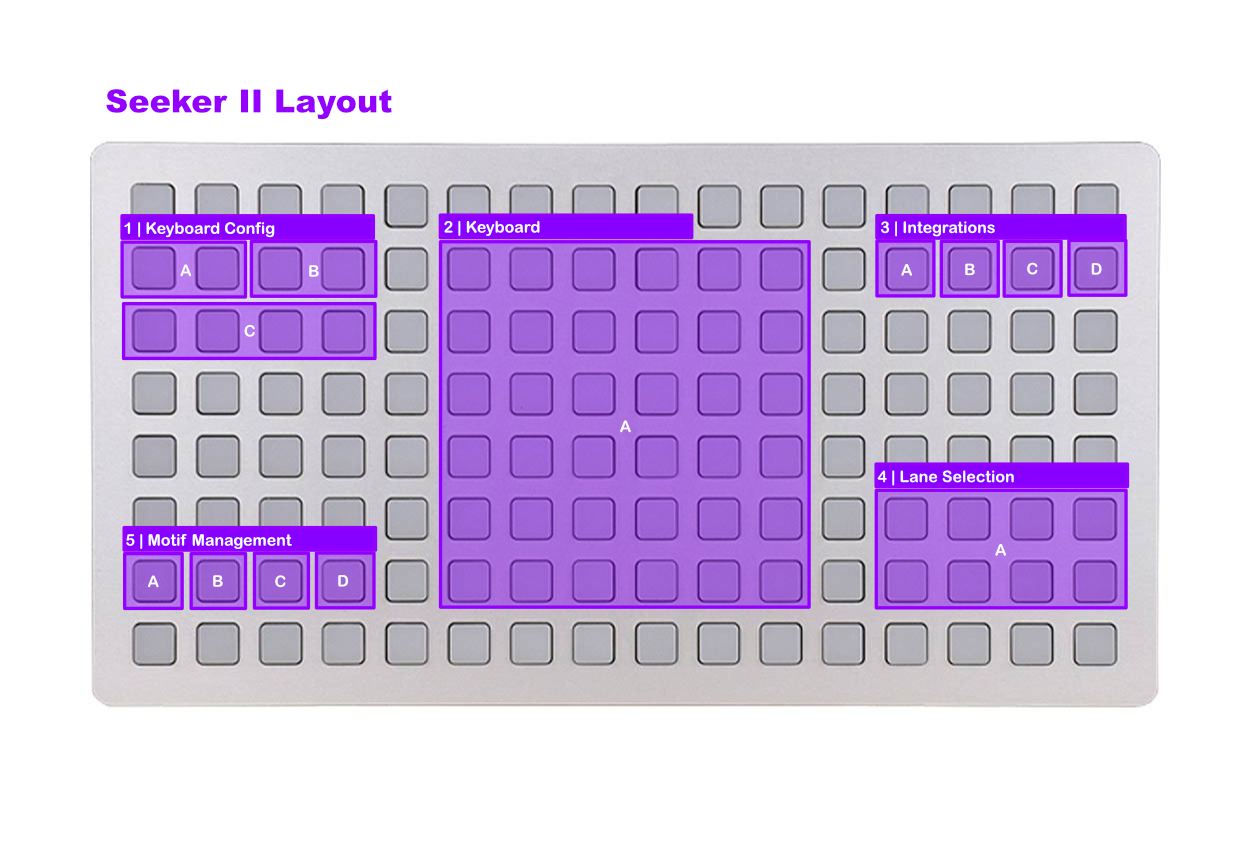 Seeker II Layout
1 | Keyboard Config
A
B
C
2 | Keyboard
A
3 | Integrations
A
B
C
D
4 | Lane Selection
A
5 | Motif Management
A
B
C
D